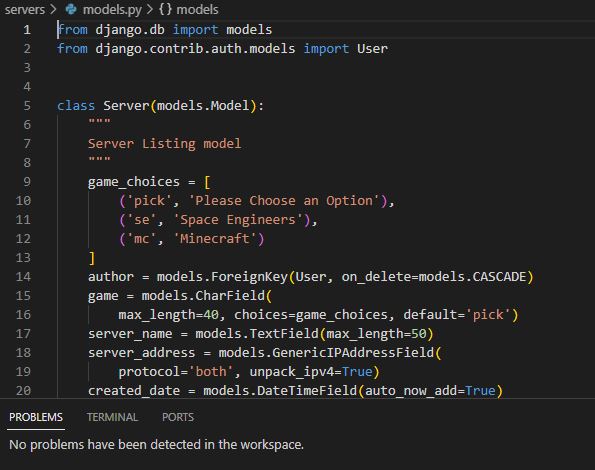 servers > models.py > {} models
1 from django.db import models
2 from django.contrib.auth.models import User
3
4
5 class Server(models.Model):
6     """
7     Server Listing model
8     """
9     game_choices = [
10         ('pick', 'Please Choose an Option'),
11         ('se', 'Space Engineers'),
12         ('mc', 'Minecraft')
13     ]
14     author = models.ForeignKey(User, on_delete=models.CASCADE)
15     game = models.CharField(
16         max_length=40, choices=game_choices, default='pick')
17     server_name = models.TextField(max_length=50)
18     server_address = models.GenericIPAddressField(
19         protocol='both', unpack_ipv4=True)
20     created_date = models.DateTimeField(auto_now_add=True)
PROBLEMS TERMINAL PORTS
No problems have been detected in the workspace.